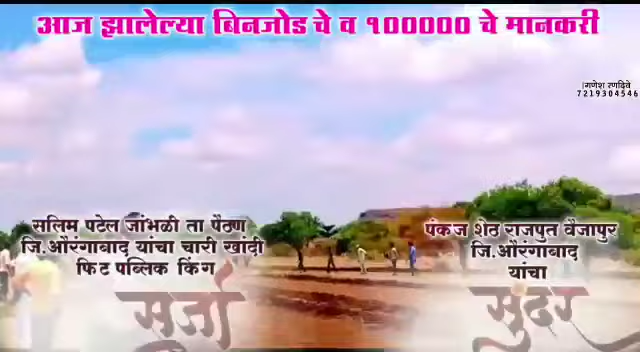 आज झालेल्या बिनजोड चे व १००००० चे मानकरी
गणेश रणदिवे
7219304546
सलिम पटेल जांभळी ता पैठण
जि.औरंगाबाद यांचा चारी खांदी
फिट पब्लिक किंग
सर्जा
पंकज शेठ राजपुत वैजापुर
जि.औरंगाबाद
यांचा
सुंदर